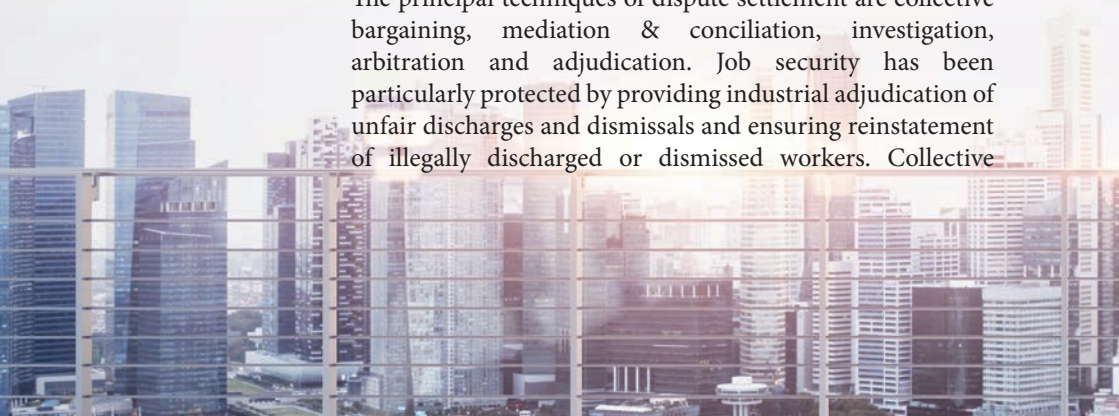 The principal techniques of dispute settlement are collective
bargaining, mediation & conciliation, investigation,
arbitration and adjudication. Job security has been
particularly protected by providing industrial adjudication of
unfair discharges and dismissals and ensuring reinstatement
of illegally discharged or dismissed workers. Collective